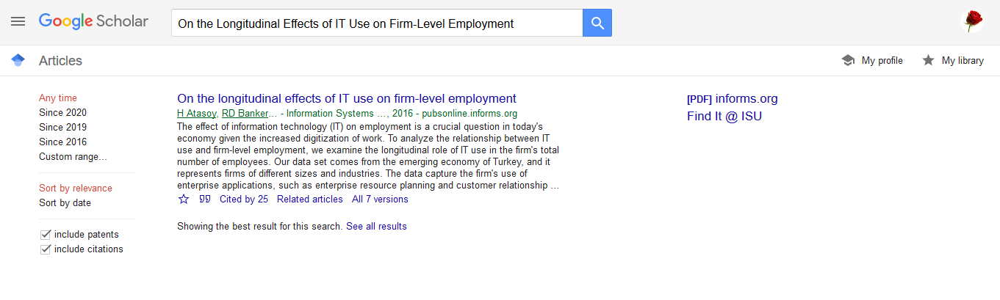 Google Scholar
On the Longitudinal Effects of IT Use on Firm-Level Employment
Articles
My profile
My library
Any time
Since 2020
Since 2019
Since 2016
Custom range...
Sort by relevance
Sort by date
include patents
include citations
On the longitudinal effects of IT use on firm-level employment
H Atasoy, RD Banker… - Information Systems …, 2016 - pubsonline.informs.org
The effect of information technology (IT) on employment is a crucial question in today's
economy given the increased digitization of work. To analyze the relationship between IT
use and firm-level employment, we examine the longitudinal role of IT use in the firm's total
number of employees. Our data set comes from the emerging economy of Turkey, and it
represents firms of different sizes and industries. The data capture the firm's use of
enterprise applications, such as enterprise resource planning and customer relationship …
Cited by 25 Related articles All 7 versions
Showing the best result for this search. See all results
[PDF] informs.org
Find It @ ISU